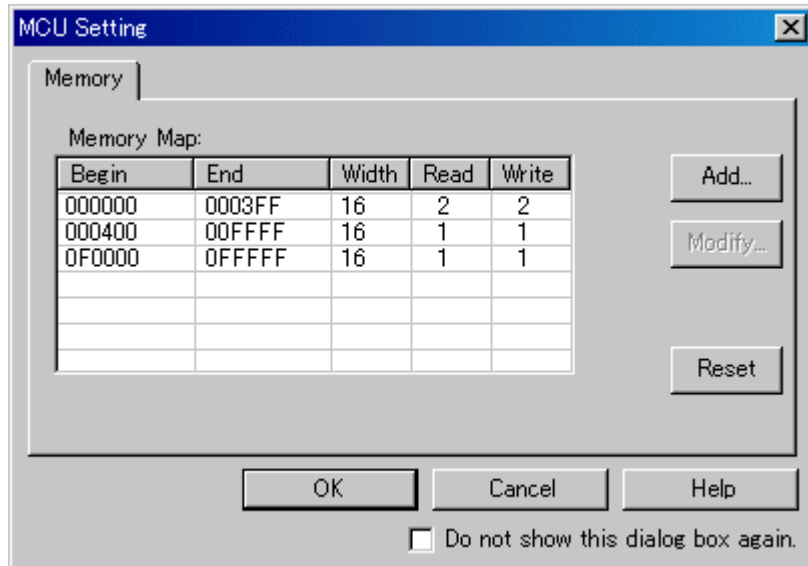 MCU Setting
Memory
Memory Map:
Begin End Width Read Write
000000 0003FF 16 2 2
000400 00FFFF 16 1 1
0F0000 0FFFFF 16 1 1
Add...
Modify...
Reset
OK Cancel Help
Do not show this dialog box again.